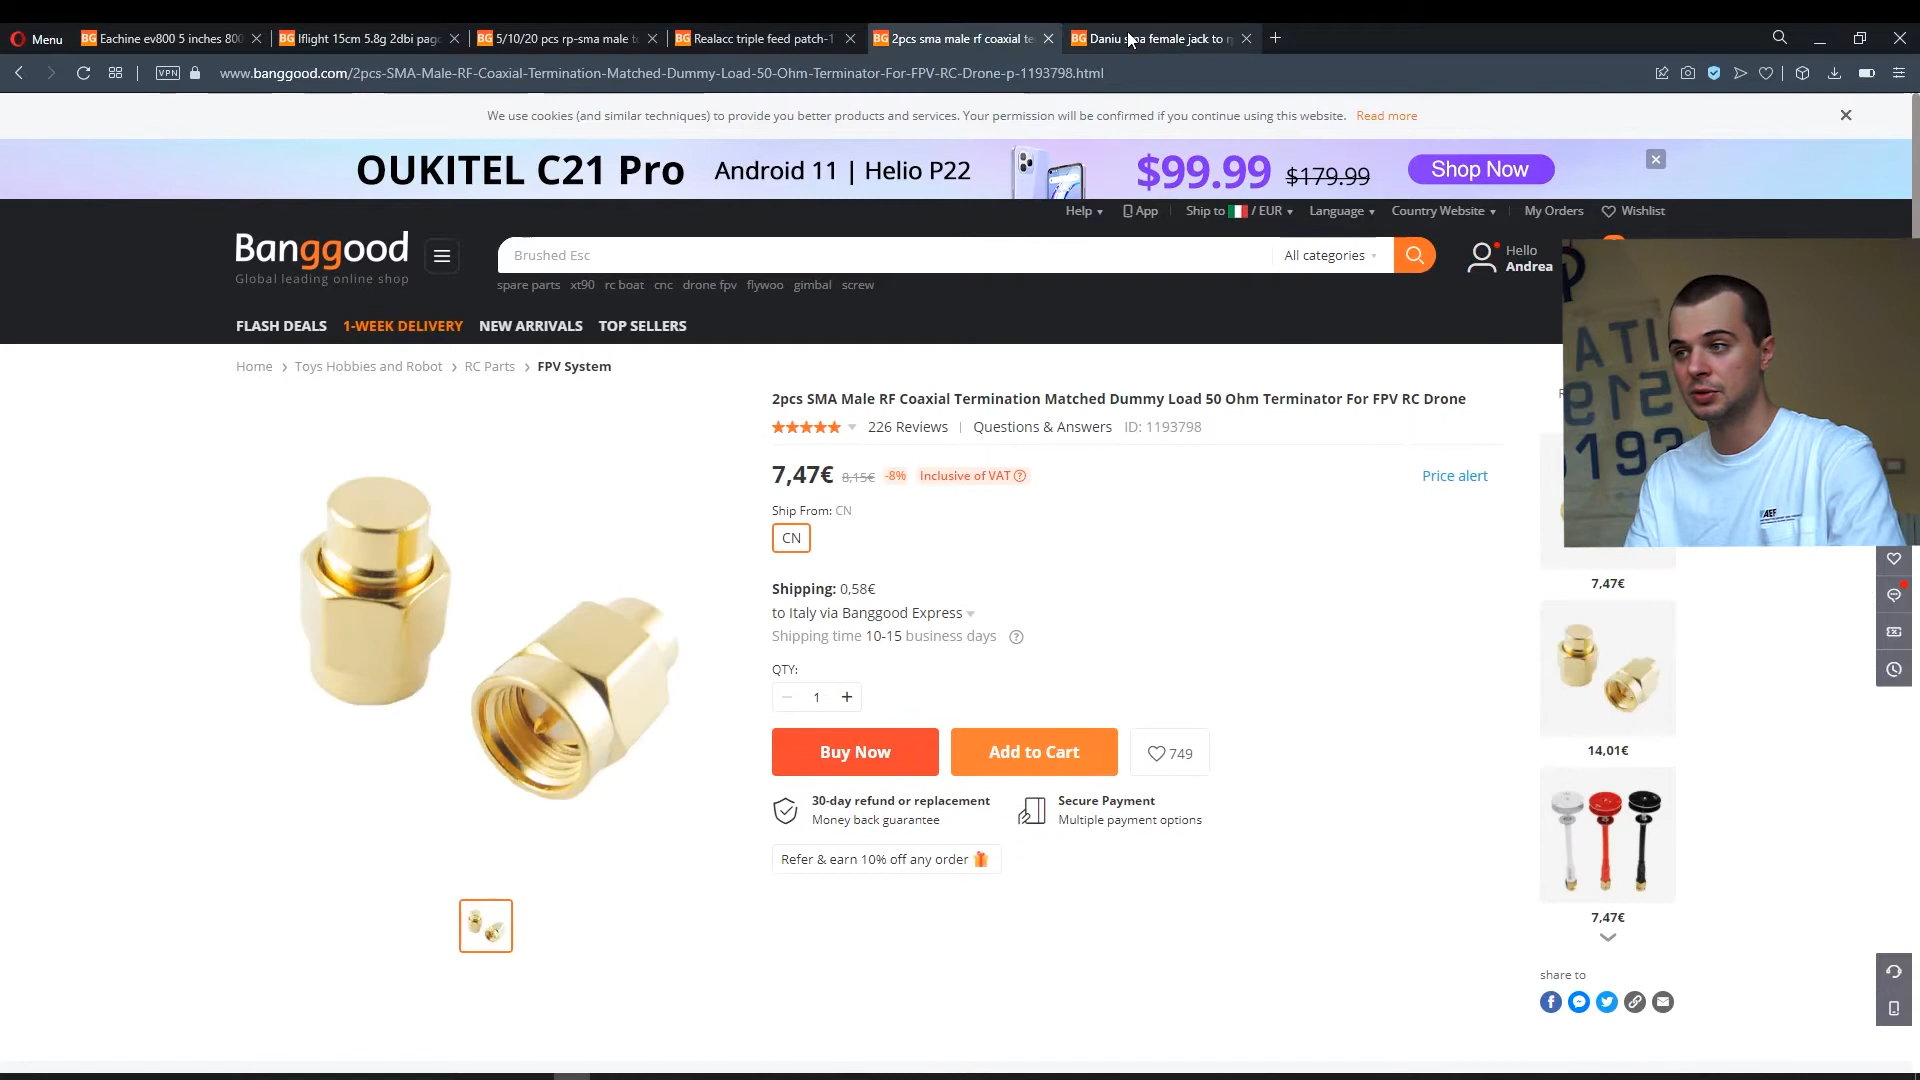 Menu
Eachine ev800 5 inches 800
Iflight 15cm 5.8g 2dbi pago
5/10/20 pcs rp-sma male to
Realacc triple feed patch-1
2pcs sma male rf coaxial te
Daniu sma female jack to rp
VPN
www.banggood.com/2pcs-SMA-Male-RF-Coaxial-Termination-Matched-Dummy-Load-50-Ohm-Terminator-For-FPV-RC-Drone-p-1193798.html
We use cookies (and similar techniques) to provide you better products and services. Your permission will be confirmed if you continue using this website. Read more
OUKITEL C21 Pro Android 11 | Helio P22 $99.99 $179.99 Shop Now
Help App Ship to / EUR Language Country Website My Orders Wishlist
Banggood
Global leading online shop
Brushed Esc
All categories
Hello
Andrea
spare parts xt90 rc boat cnc drone fpv flywoo gimbal screw
FLASH DEALS 1-WEEK DELIVERY NEW ARRIVALS TOP SELLERS
Home > Toys Hobbies and Robot > RC Parts > FPV System
2pcs SMA Male RF Coaxial Termination Matched Dummy Load 50 Ohm Terminator For FPV RC Drone
226 Reviews | Questions & Answers ID: 1193798
7,47€ 8,15€ -8% Inclusive of VAT
Price alert
Ship From: CN
CN
Shipping: 0,58€
to Italy via Banggood Express
Shipping time 10-15 business days
QTY:
1
Buy Now
Add to Cart
749
30-day refund or replacement
Money back guarantee
Secure Payment
Multiple payment options
Refer & earn 10% off any order
7,47€
14,01€
7,47€
share to